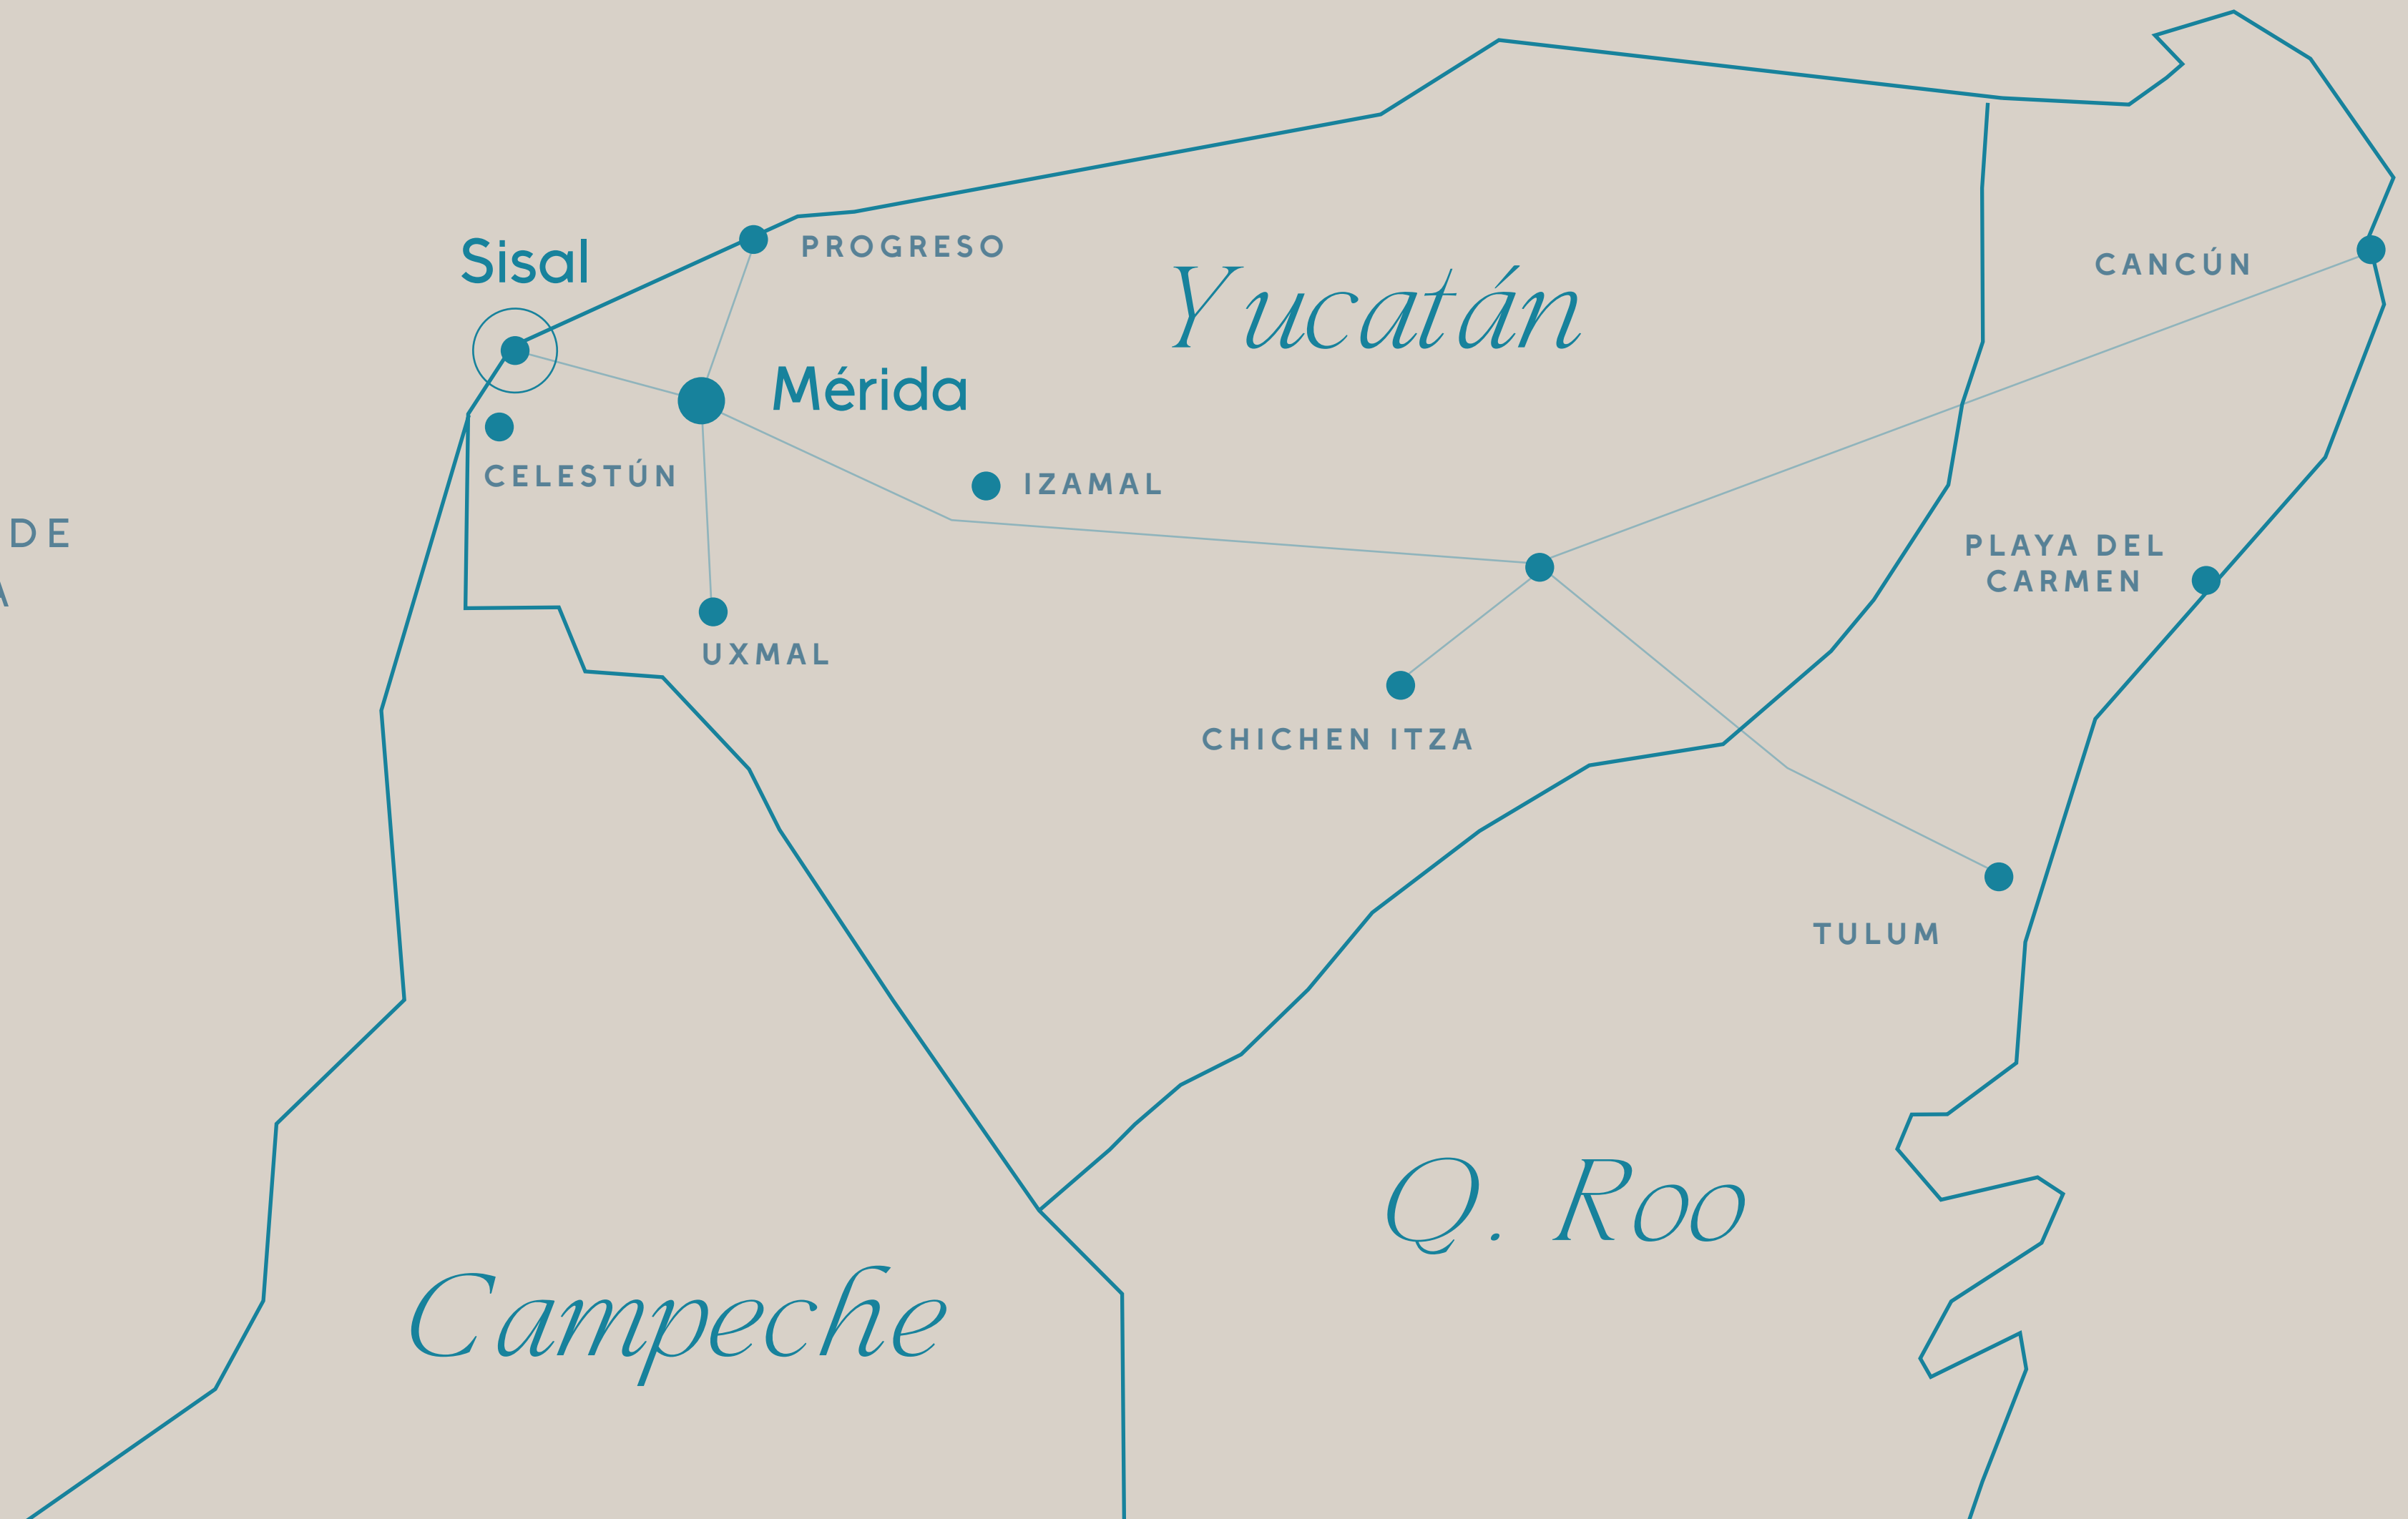 Sisal
PROGRESO
Yucatán
CANCÚN
Mérida
CELESTÚN
IZAMAL
DE
A
PLAYA DEL
CARMEN
UXMAL
CHICHEN ITZA
TULUM
Q. Roo
Campeche